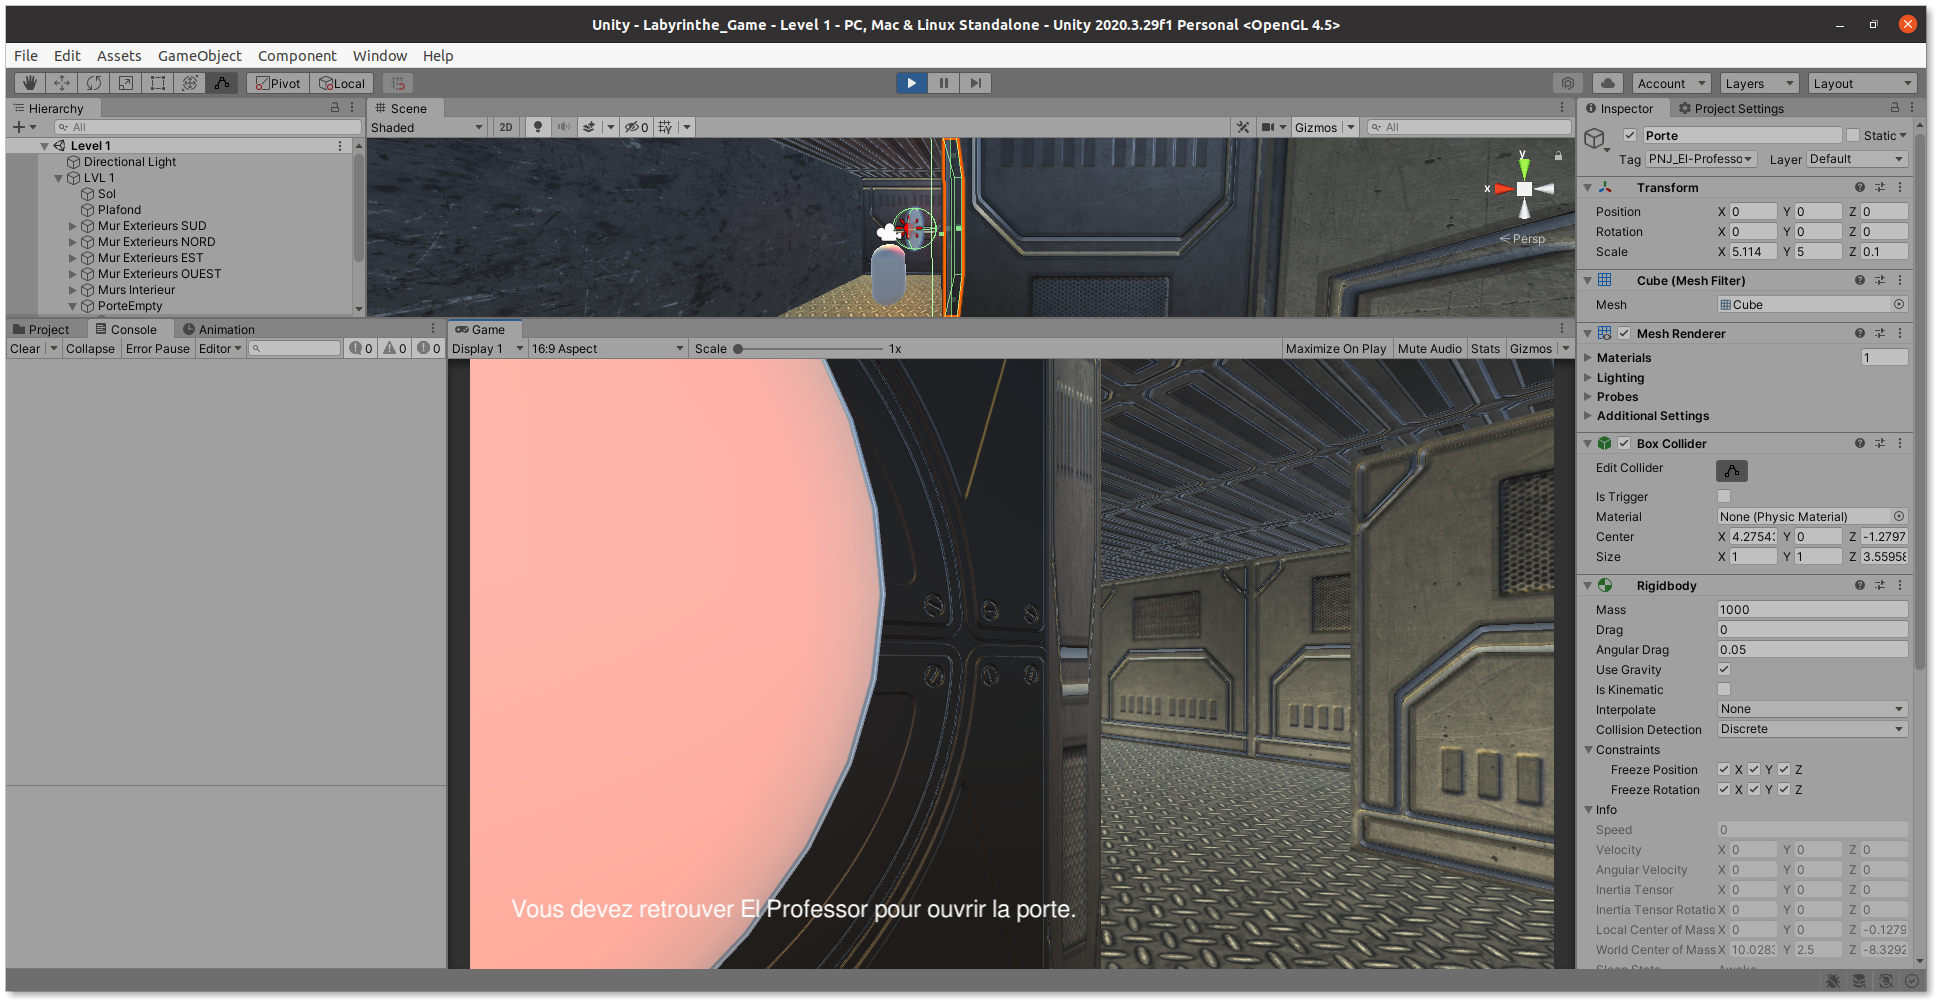 Unity - Labyrinthe_Game - Level 1 - PC, Mac & Linux Standalone - Unity 2020.3.29f1 Personal <OpenGL 4.5>
File Edit Assets GameObject Component Window Help
Pivot Local Account Layers Layout
Hierarchy
All
Level 1
Directional Light
LVL 1
Sol
Plafond
Mur Exterieurs SUD
Mur Exterieurs NORD
Mur Exterieurs EST
Mur Exterieurs OUEST
Murs Interieur
PorteEmpty
Scene
Shaded 2D 0 Gizmos All
y
x
Persp
Project Console Animation
Clear Collapse Error Pause Editor 0 0 0
Game
Display 1 16:9 Aspect Scale 1x Maximize On Play Mute Audio Stats Gizmos
Vous devez retrouver El Professor pour ouvrir la porte.
Inspector Project Settings
Porte Static
Tag PNJ_El-Professo Layer Default
Transform
Position X 0 Y 0 Z 0
Rotation X 0 Y 0 Z 0
Scale X 5.114 Y 5 Z 0.1
Cube (Mesh Filter)
Mesh Cube
Mesh Renderer
Materials 1
Lighting
Probes
Additional Settings
Box Collider
Edit Collider
Is Trigger
Material None (Physic Material)
Center X 4.2754 Y 0 Z -1.2797
Size X 1 Y 1 Z 3.5595
Rigidbody
Mass 1000
Drag 0
Angular Drag 0.05
Use Gravity
Is Kinematic
Interpolate None
Collision Detection Discrete
Constraints
Freeze Position X Y Z
Freeze Rotation X Y Z
Info
Speed 0
Velocity X 0 Y 0 Z 0
Angular Velocity X 0 Y 0 Z 0
Inertia Tensor X 0 Y 0 Z 0
Inertia Tensor Rotatio X 0 Y 0 Z 0
Local Center of Mass X 0 Y 0 Z -0.1279
World Center of Mass X 10.028 Y 2.5 Z -8.3292
Sleep State Awake